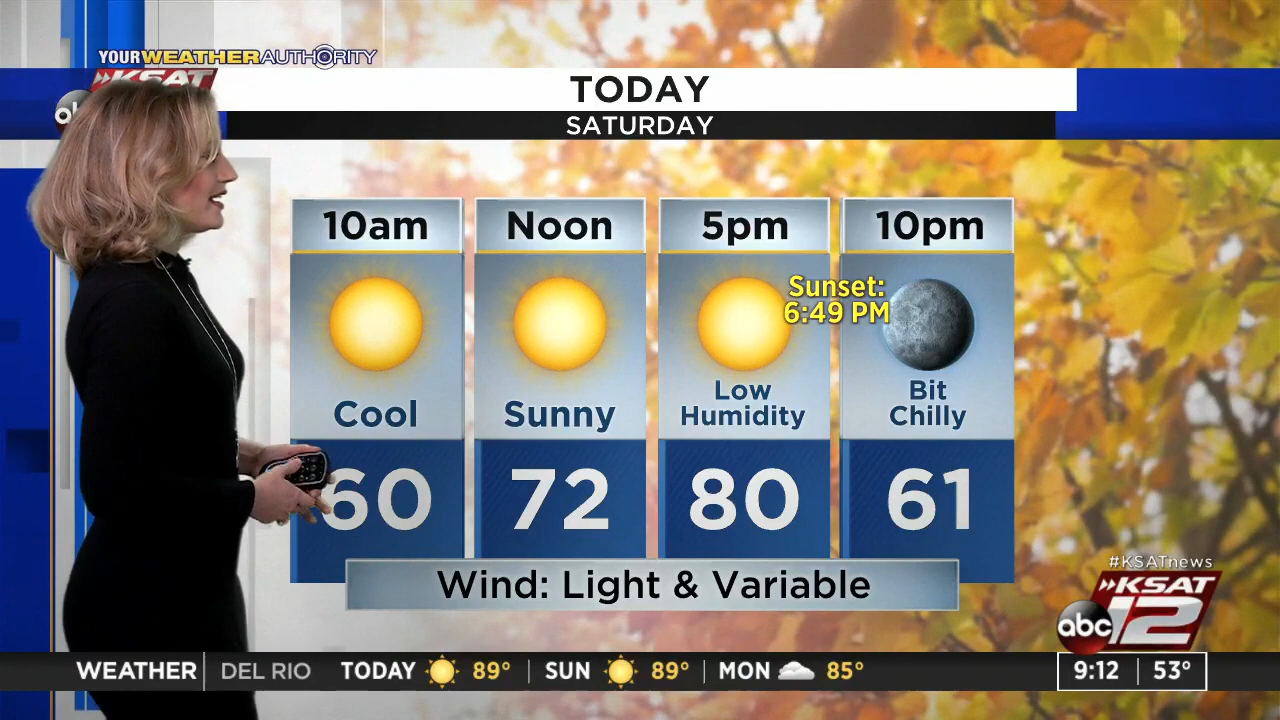 YOUR WEATHER AUTHORITY
KSAT
TODAY
SATURDAY
10am
Noon
5pm
10pm
Sunset:
6:49 PM
Cool
Sunny
Low
Humidity
Bit
Chilly
60
72
80
61
Wind: Light & Variable
#KSATnews
KSAT
abc 12
WEATHER DEL RIO TODAY 89° SUN 89° MON 85° 9:12 53°